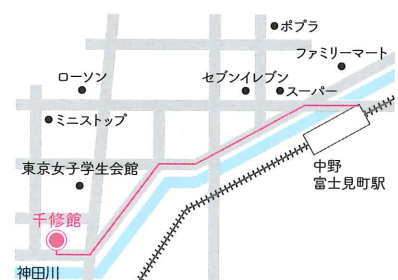 ポプラ
ファミリーマート
ローソン
セブンイレブン
スーパー
ミニストップ
東京女子学生会館
中野
富士見町駅
千修館
神田川